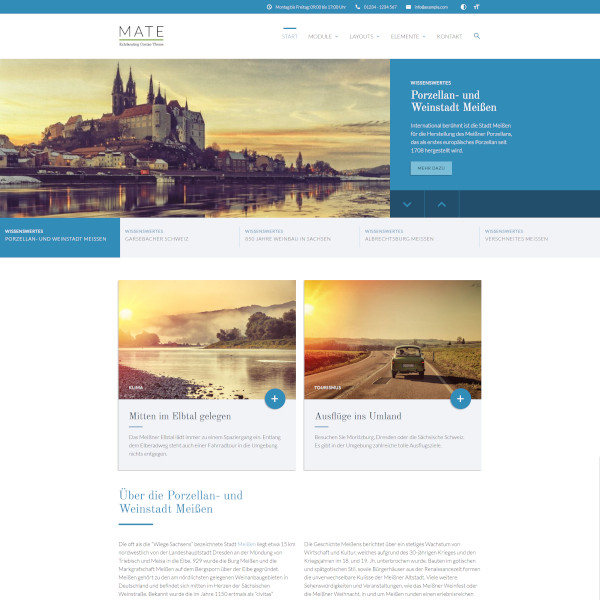 Montag bis Freitag: 09:00 bis 17:00 Uhr 01234 - 1234 567 info@example.com
MATE
START MODULE LAYOUTS ELEMENTE KONTAKT
WISSENSWERTES
Porzellan- und
Weinstadt Meißen
International berühmt ist die Stadt Meißen
für die Herstellung des Meißner Porzellans,
das als erstes europäisches Porzellan seit
1708 hergestellt wird.
MEHR DAZU
WISSENSWERTES
PORZELLAN- UND WEINSTADT MEISSEN
WISSENSWERTES
GARSEBACHER SCHWEIZ
WISSENSWERTES
850 JAHRE WEINBAU IN SACHSEN
WISSENSWERTES
ALBRECHTSBURG MEISSEN
WISSENSWERTES
VERSCHNEITES MEISSEN
KLIMA
Mitten im Elbtal gelegen
Das Meißner Elbtal lädt immer zu einem Spaziergang ein. Entlang
dem Elberadweg steht auch einer Fahrradtour in die Umgebung
nichts entgegen.
TOURISMUS
Ausflüge ins Umland
Besuchen Sie Moritzburg, Dresden oder die Sächsische Schweiz.
Es gibt in der Umgebung zahlreiche tolle Ausflugsziele.
Über die Porzellan- und
Weinstadt Meißen
Die oft als die "Wiege Sachsens" bezeichnete Stadt Meißen liegt etwa 15 km
nordwestlich von der Landeshauptstadt Dresden an der Mündung von
Triebisch und Meisa in die Elbe. 929 wurde die Burg Meißen und die
Markgrafschaft Meißen auf dem Bergsporn über der Elbe gegründet.
Meißen gehört zu den am nördlichsten gelegenen Weinanbaugebieten in
Deutschland und befindet sich mitten im Herzen der Sächsischen
Weinstraße. Bekannt wurde die im Jahre 1150 erstmals als "civitas"
Die Geschichte Meißens berichtet über ein stetiges Wachstum von
Wirtschaft und Kultur, welches aufgrund des 30-jährigen Krieges und den
Kriegsjahren im 18. und 19. Jh. unterbrochen wurde. Bauten im gotischen
und spätgotischen Stil, sowie Bürgerhäuser aus der Renaissancezeit formen
die unverwechselbare Kulisse der Meißner Altstadt. Viele weitere
Sehenswürdigkeiten und Veranstaltungen, wie das Meißner Weinfest oder
die Meißner Weihnacht, in und um Meißen runden einen erlebnisreichen